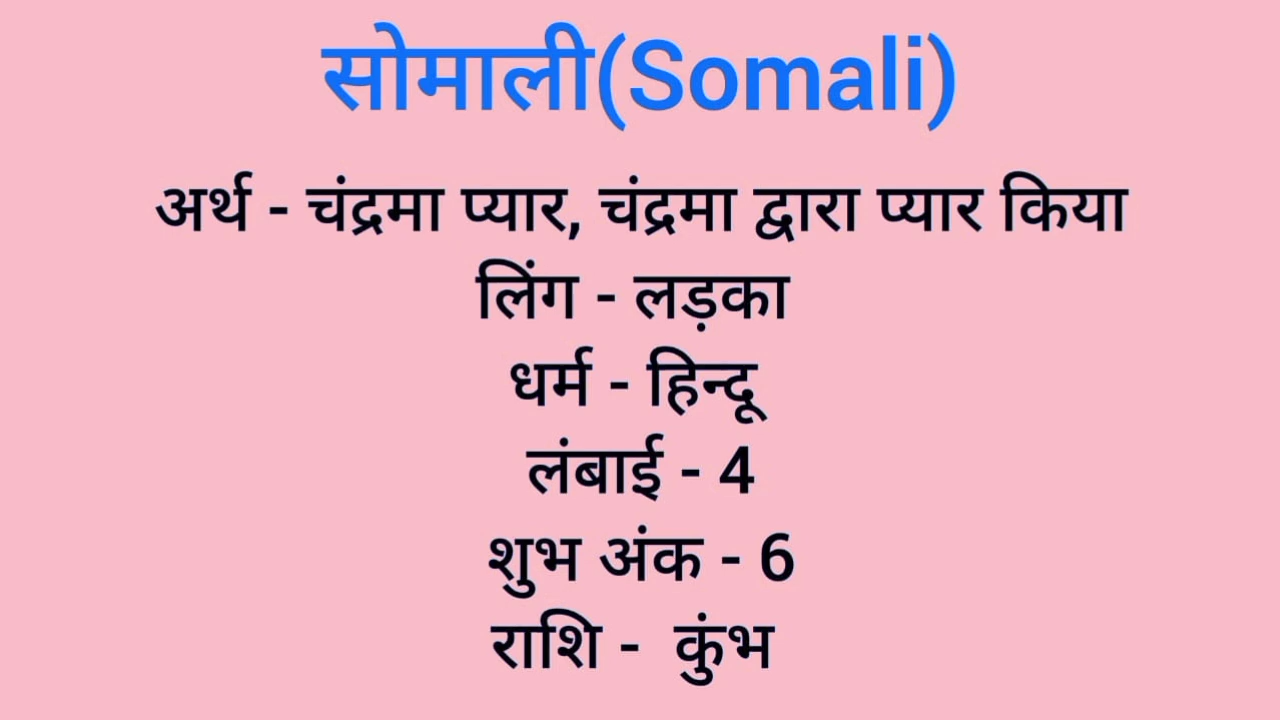 सोमाली(Somali)
अर्थ - चंद्रमा प्यार, चंद्रमा द्वारा प्यार किया
लिंग - लड़का
धर्म - हिन्दू
लंबाई - 4
शुभ अंक - 6
राशि - कुंभ